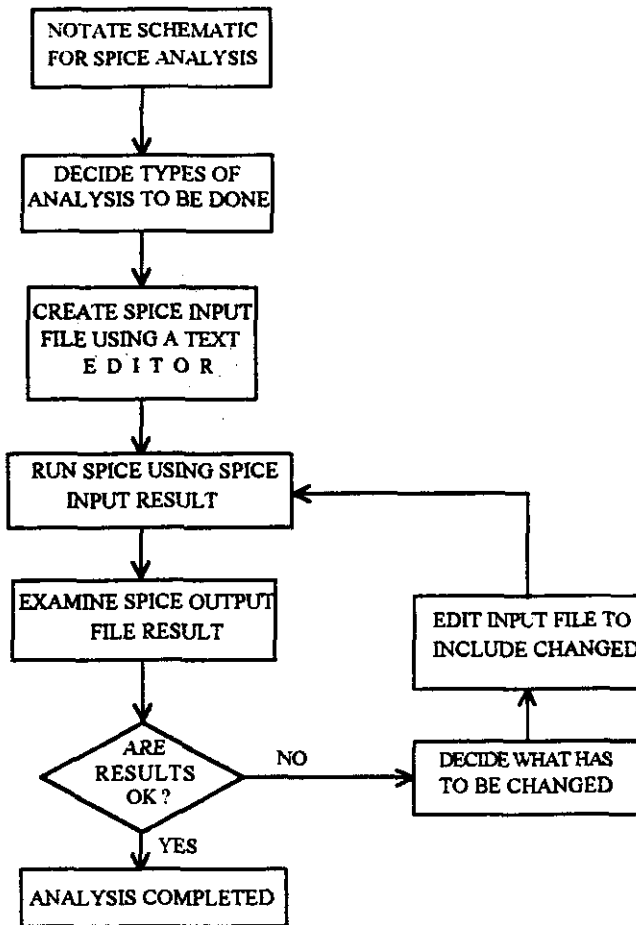 NOTATE SCHEMATIC
FOR SPICE ANALYSIS
DECIDE TYPES OF
ANALYSIS TO BE DONE
CREATE SPICE INPUT
FILE USING A TEXT
E D I T O R
RUN SPICE USING SPICE
INPUT RESULT
EXAMINE SPICE OUTPUT
FILE RESULT
ARE
RESULTS
OK ?
NO
DECIDE WHAT HAS
TO BE CHANGED
EDIT INPUT FILE TO
INCLUDE CHANGED
YES
ANALYSIS COMPLETED